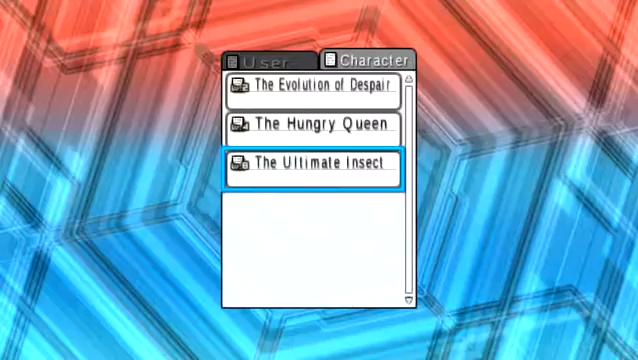 User
Character
The Evolution of Despair
The Hungry Queen
The Ultimate Insect